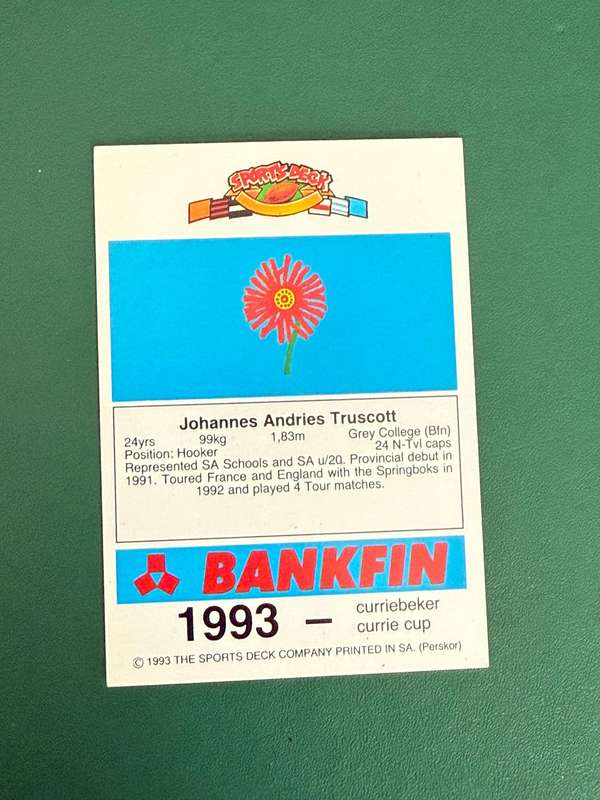 SPORTS DECK
Johannes Andries Truscott
24yrs 99kg 1,83m Grey College (Bfn)
Position: Hooker 24 N-Tvl caps
Represented SA Schools and SA u/20. Provincial debut in
1991. Toured France and England with the Springboks in
1992 and played 4 Tour matches.
BANKFIN
1993 – curriebeker
currie cup
© 1993 THE SPORTS DECK COMPANY PRINTED IN SA. (Perskor)